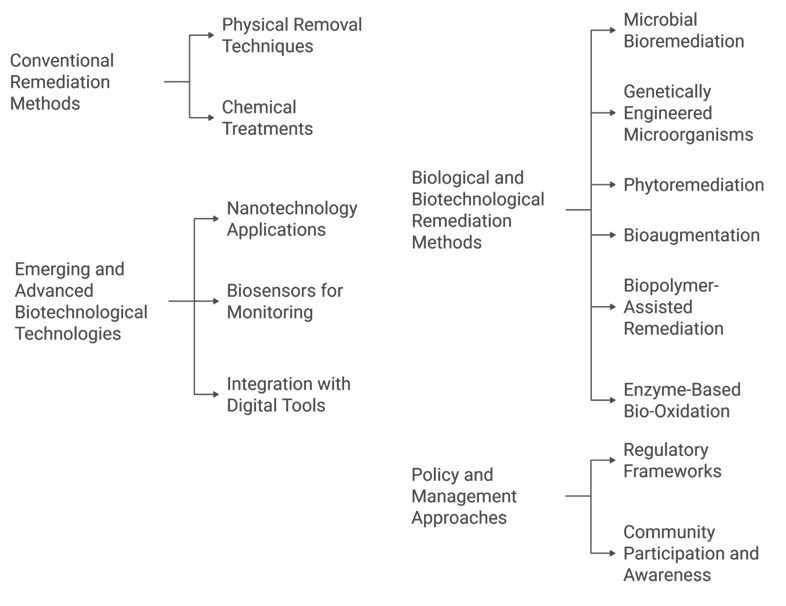 Conventional
Remediation
Methods
Physical Removal
Techniques
Chemical
Treatments
Emerging and
Advanced
Biotechnological
Technologies
Nanotechnology
Applications
Biosensors for
Monitoring
Integration with
Digital Tools
Biological and
Biotechnological
Remediation
Methods
Microbial
Bioremediation
Genetically
Engineered
Microorganisms
Phytoremediation
Bioaugmentation
Biopolymer-
Assisted
Remediation
Enzyme-Based
Bio-Oxidation
Policy and
Management
Approaches
Regulatory
Frameworks
Community
Participation and
Awareness